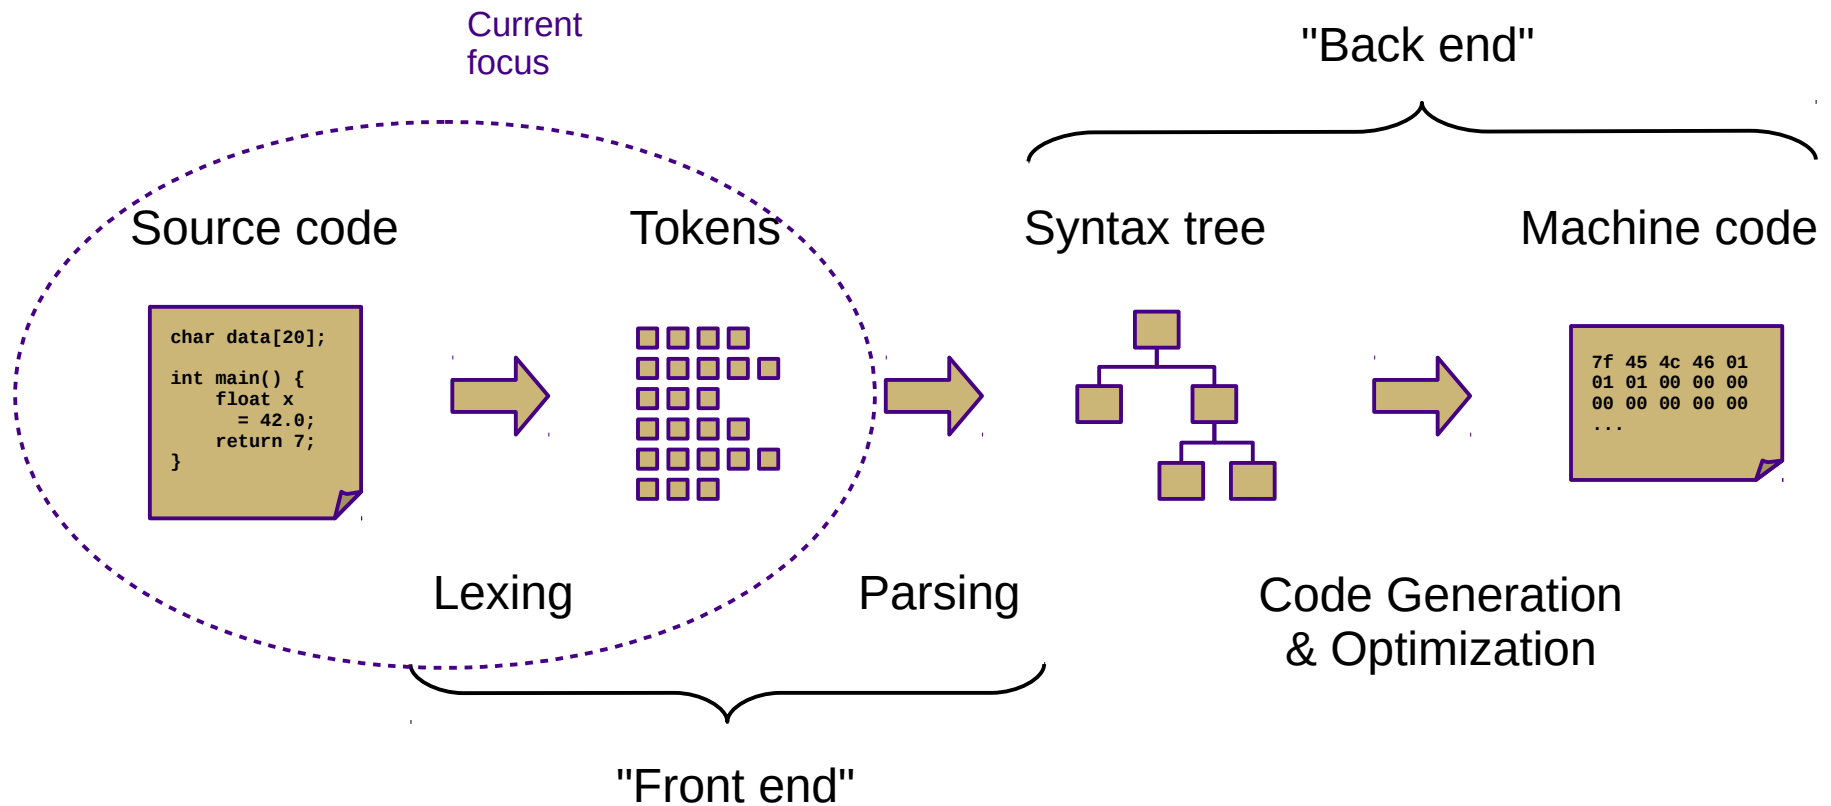 Current
focus
"Back end"
Source code
Tokens
Syntax tree
Machine code
char data[20];
int main() {
    float x
      = 42.0;
    return 7;
}
7f 45 4c 46 01
01 01 00 00 00
00 00 00 00 00
...
Lexing
Parsing
Code Generation
& Optimization
"Front end"